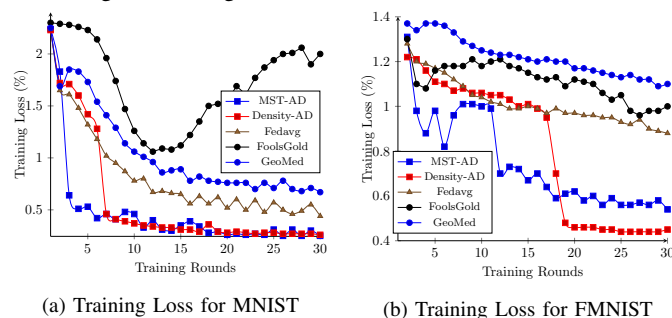 2
1.5
1
0.5
5
10
15
20
25
30
Training Loss (%)
Training Rounds
MST-AD
Density-AD
Fedavg
FoolsGold
GeoMed
(a) Training Loss for MNIST
1.4
1.2
1
0.8
0.6
0.4
5
10
15
20
25
30
Training Loss (%)
Training Rounds
MST-AD
Density-AD
Fedavg
FoolsGold
GeoMed
(b) Training Loss for FMNIST